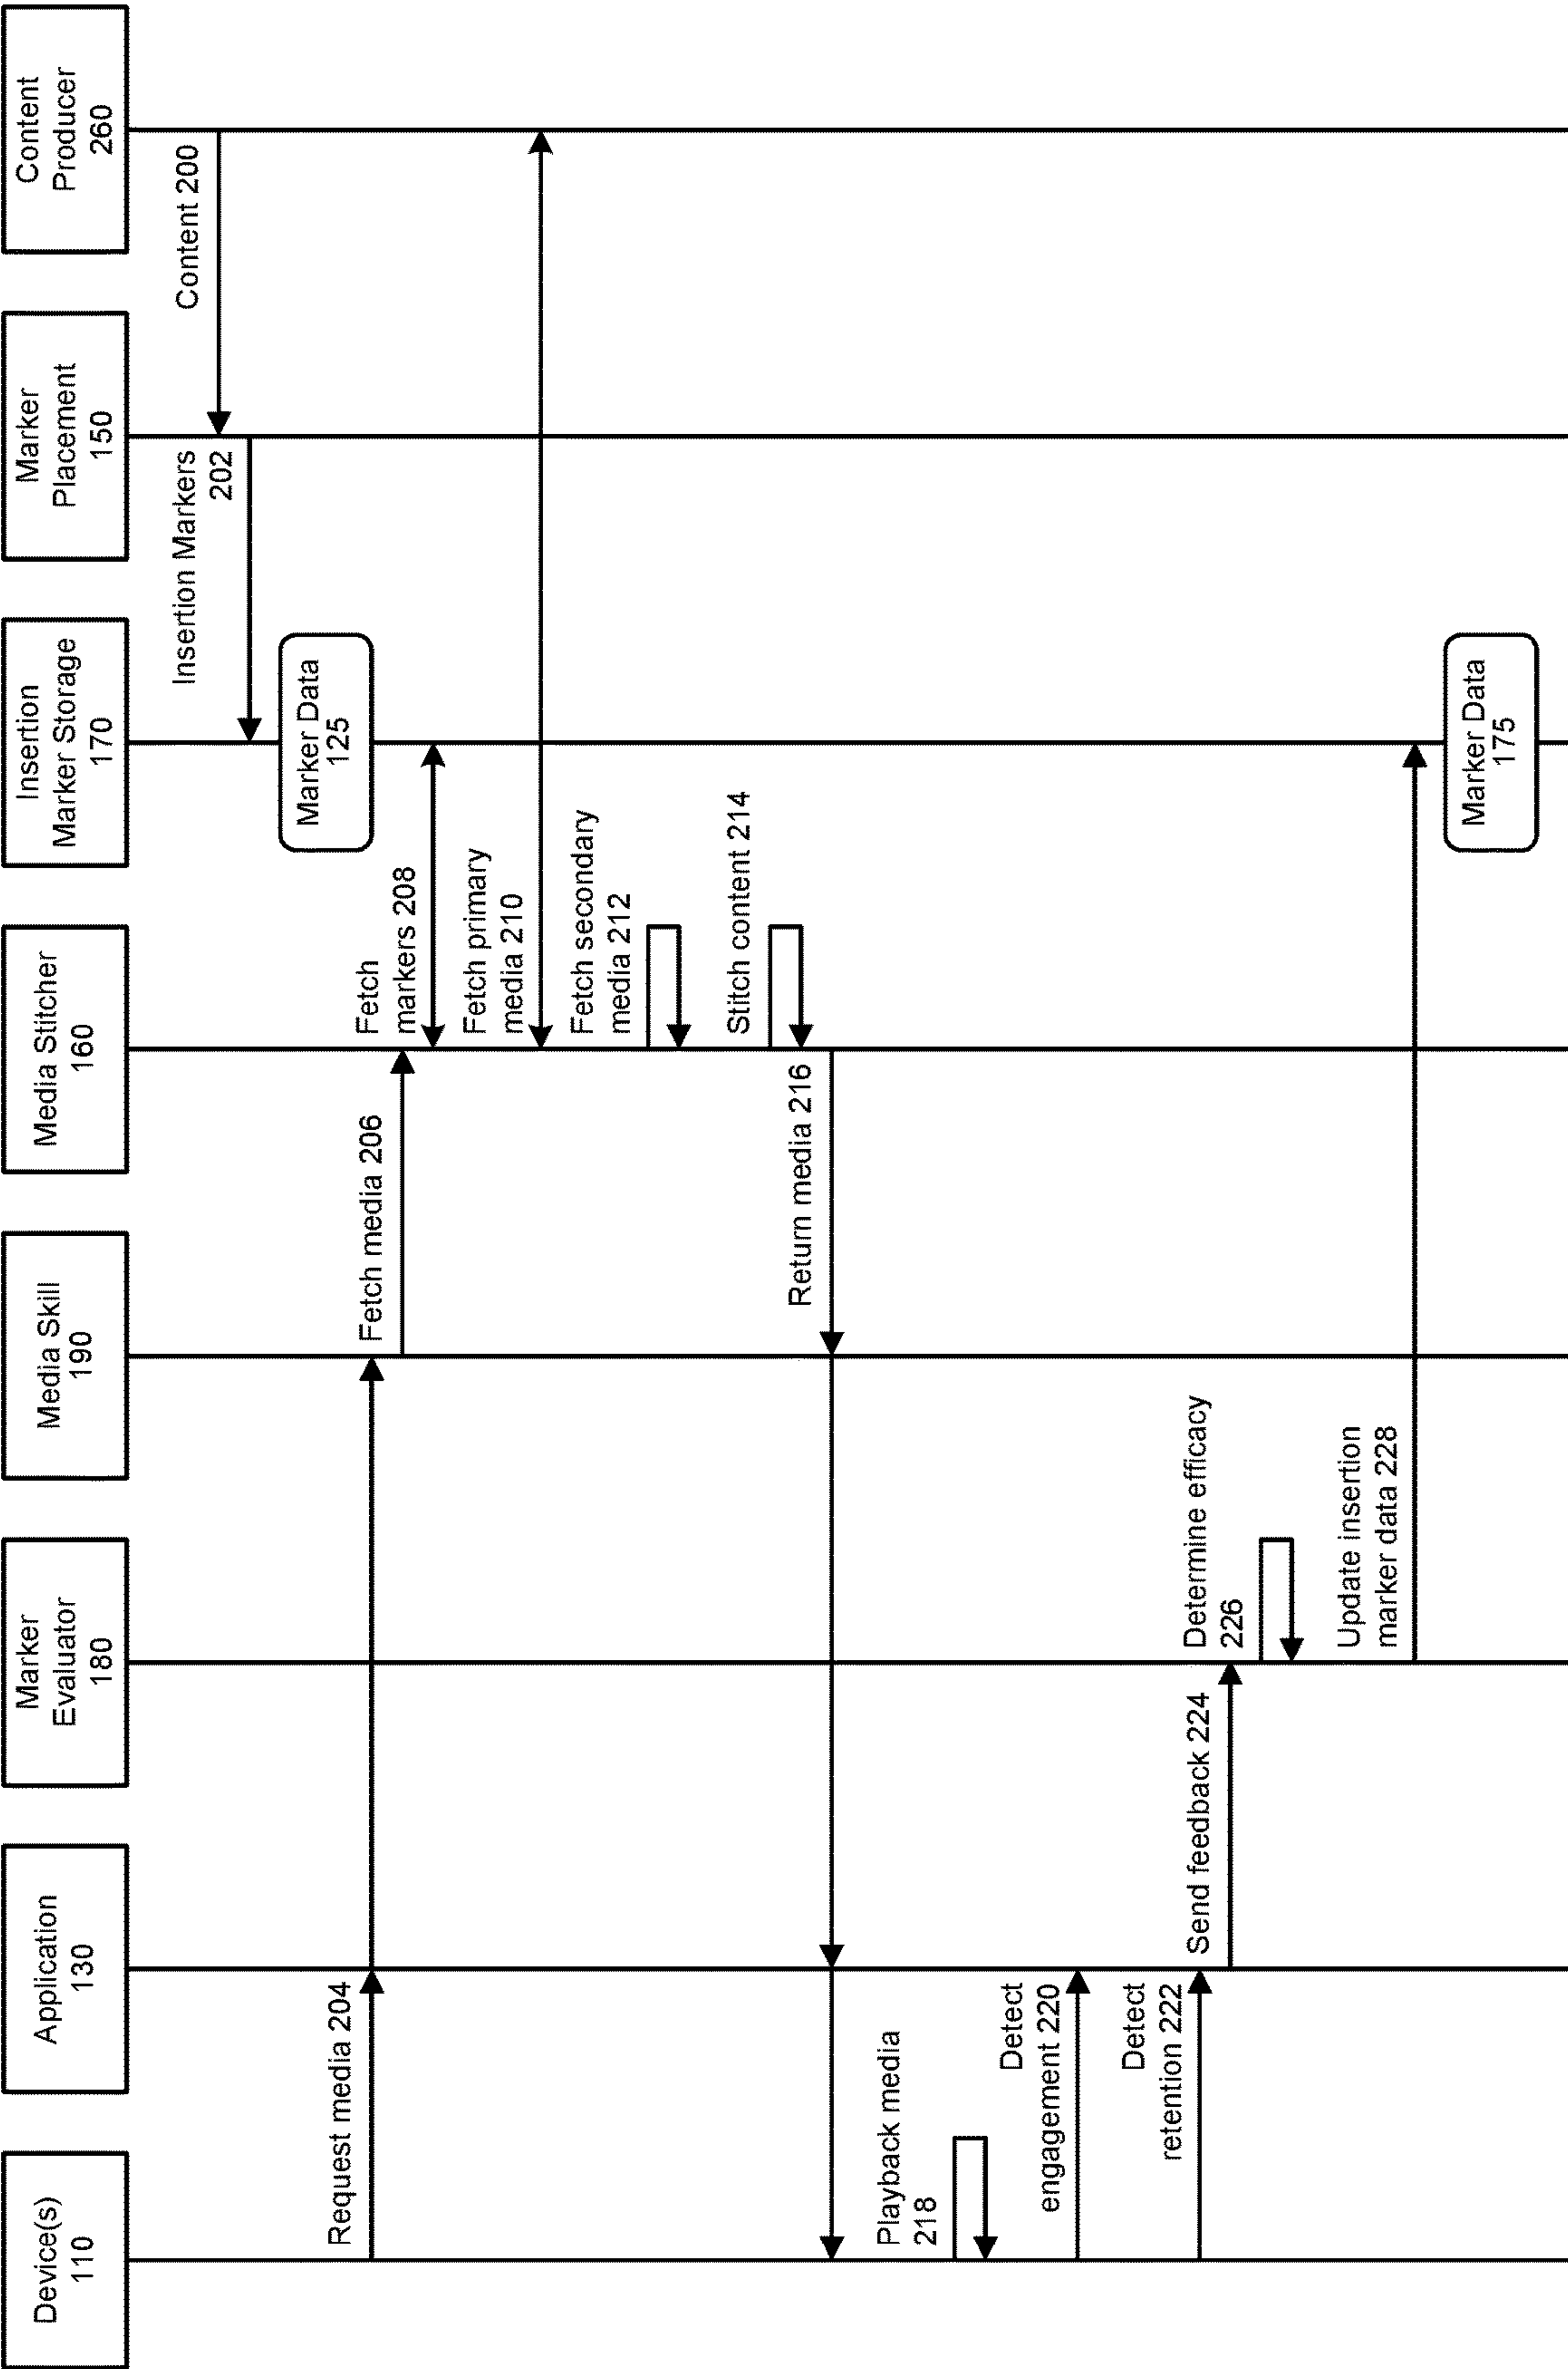 Device(s)
110
Application
130
Marker
Evaluator
180
Media Skill
190
Media Stitcher
160
Insertion
Marker Storage
170
Marker
Placement
150
Content
Producer
260
Content 200
Insertion Markers
202
Marker Data
125
Request media 204
Fetch media 206
Fetch
markers 208
Fetch primary
media 210
Fetch secondary
media 212
Stitch content 214
Return media 216
Playback media
218
Detect
engagement 220
Detect
retention 222
Send feedback 224
Determine efficacy
226
Update insertion
marker data 228
Marker Data
175